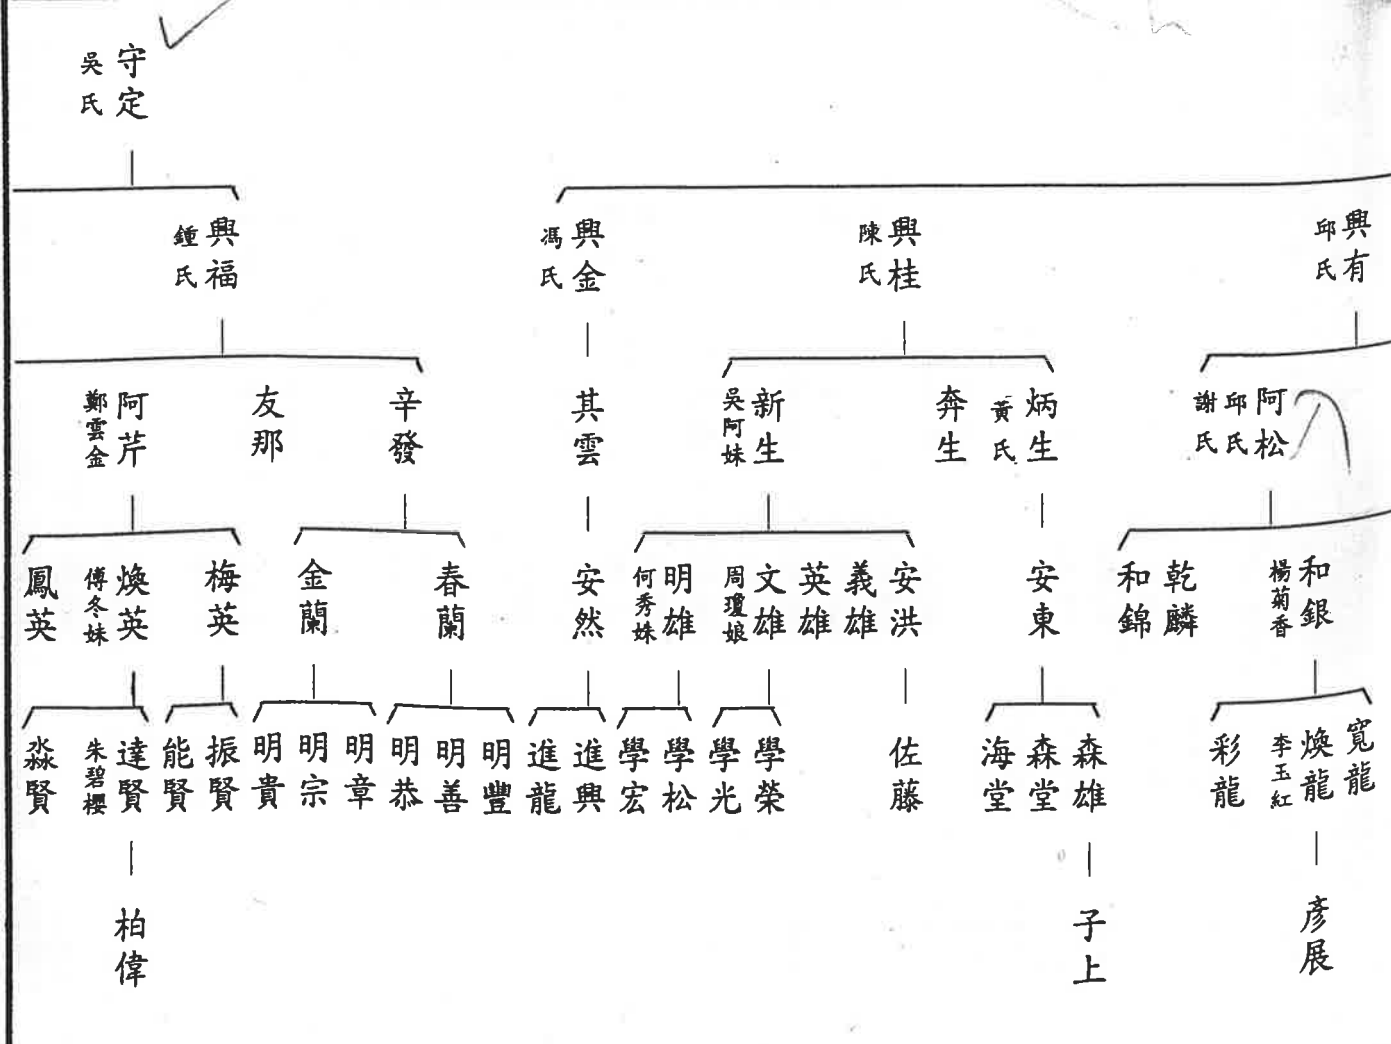 守定
吳氏
興有
邱氏
興桂
陳氏
興金
馮氏
興福
鍾氏
阿松
邱氏
謝氏
炳生
黃氏
奔生
新生
吳阿妹
其雲
辛發
友那
阿芹
鄭雲金
和銀
楊菊香
乾麟
和錦
安東
安洪
義雄
英雄
文雄
周瓊娘
明雄
何秀姝
安然
春蘭
金蘭
梅英
煥英
傅冬妹
鳳英
寬龍
煥龍
李玉紅
彩龍
森雄
森堂
海堂
佐藤
學榮
學光
學松
學宏
進興
進龍
明豐
明善
明恭
明章
明宗
明貴
振賢
能賢
達賢
朱碧櫻
淼賢
彥展
子上
柏偉